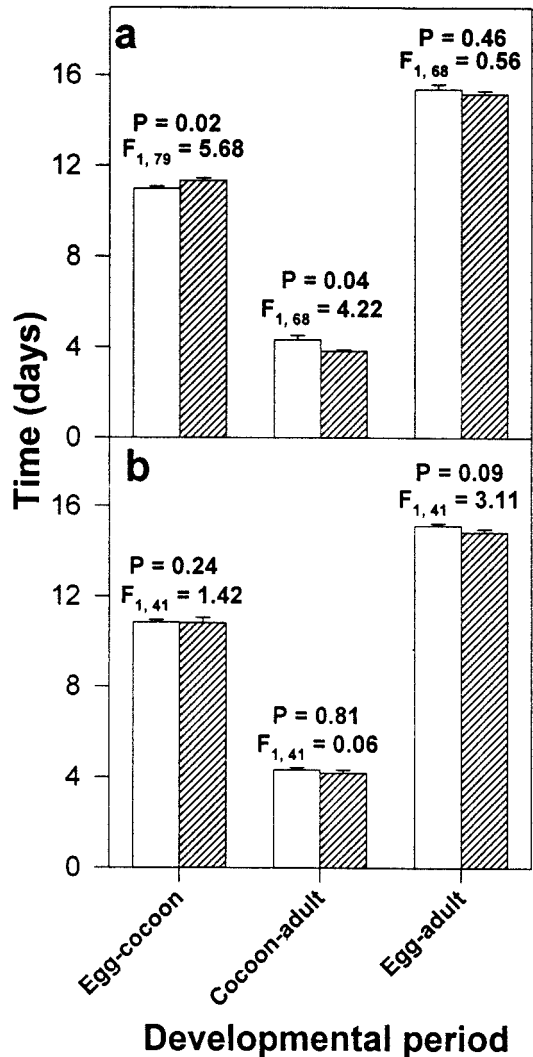 a
P = 0.46
F1, 68 = 0.56
16
P = 0.02
F1, 79 = 5.68
12
8
P = 0.04
F1, 68 = 4.22
4
0
Time (days)
b
P = 0.09
F1, 41 = 3.11
16
P = 0.24
F1, 41 = 1.42
12
8
P = 0.81
F1, 41 = 0.06
4
0
Egg-cocoon
Cocoon-adult
Egg-adult
Developmental period